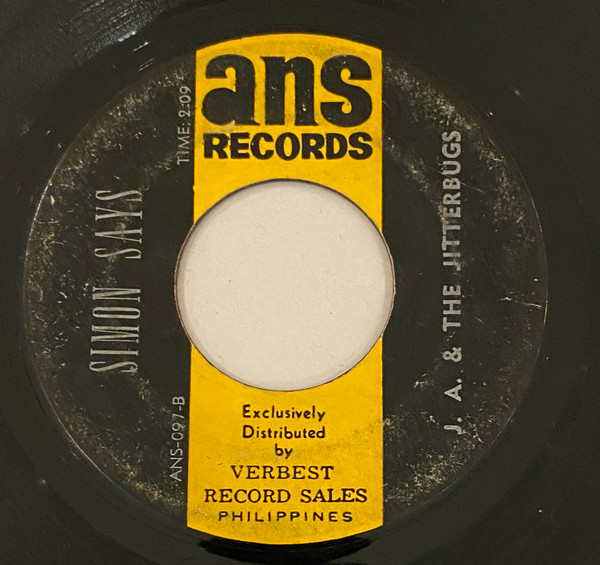 ans
RECORDS
TIME: 2:09
SIMON SAYS
ANS-097-B
J. A. & THE JITTERBUGS
Exclusively
Distributed
by
VERBEST
RECORD SALES
PHILIPPINES